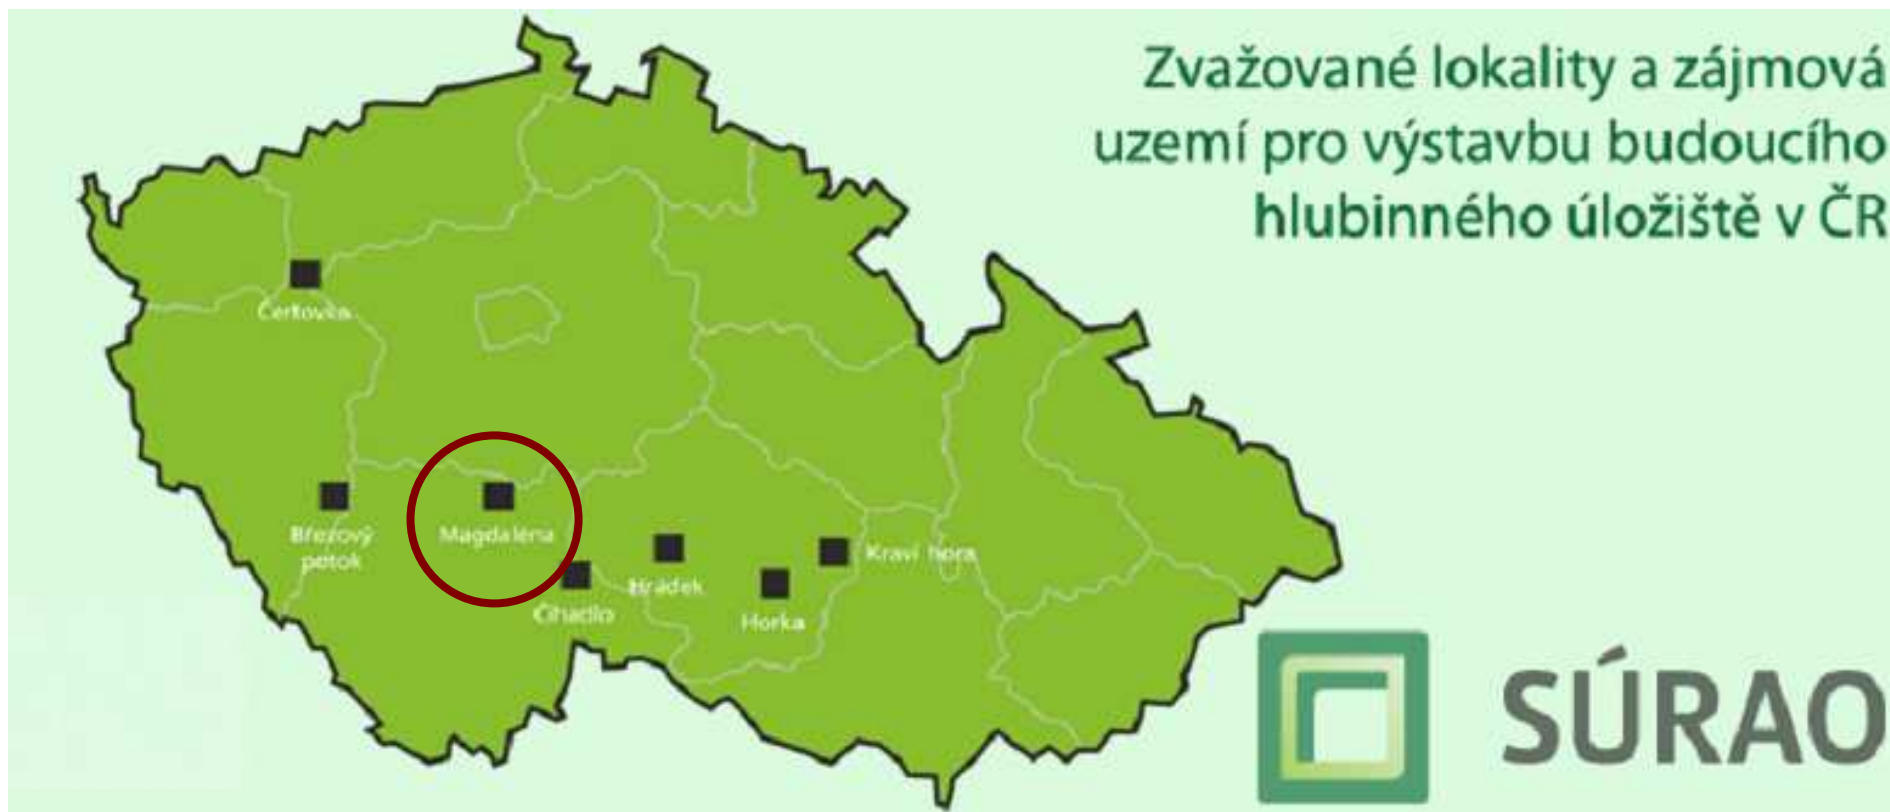 Zvažované lokality a zájmová
uzemí pro výstavbu budoucího
hlubinného úložiště v ČR
Čertovka
Březový
potok
Magdaléna
Čihadlo
Hrádek
Horka
Kraví hora
SÚRAO